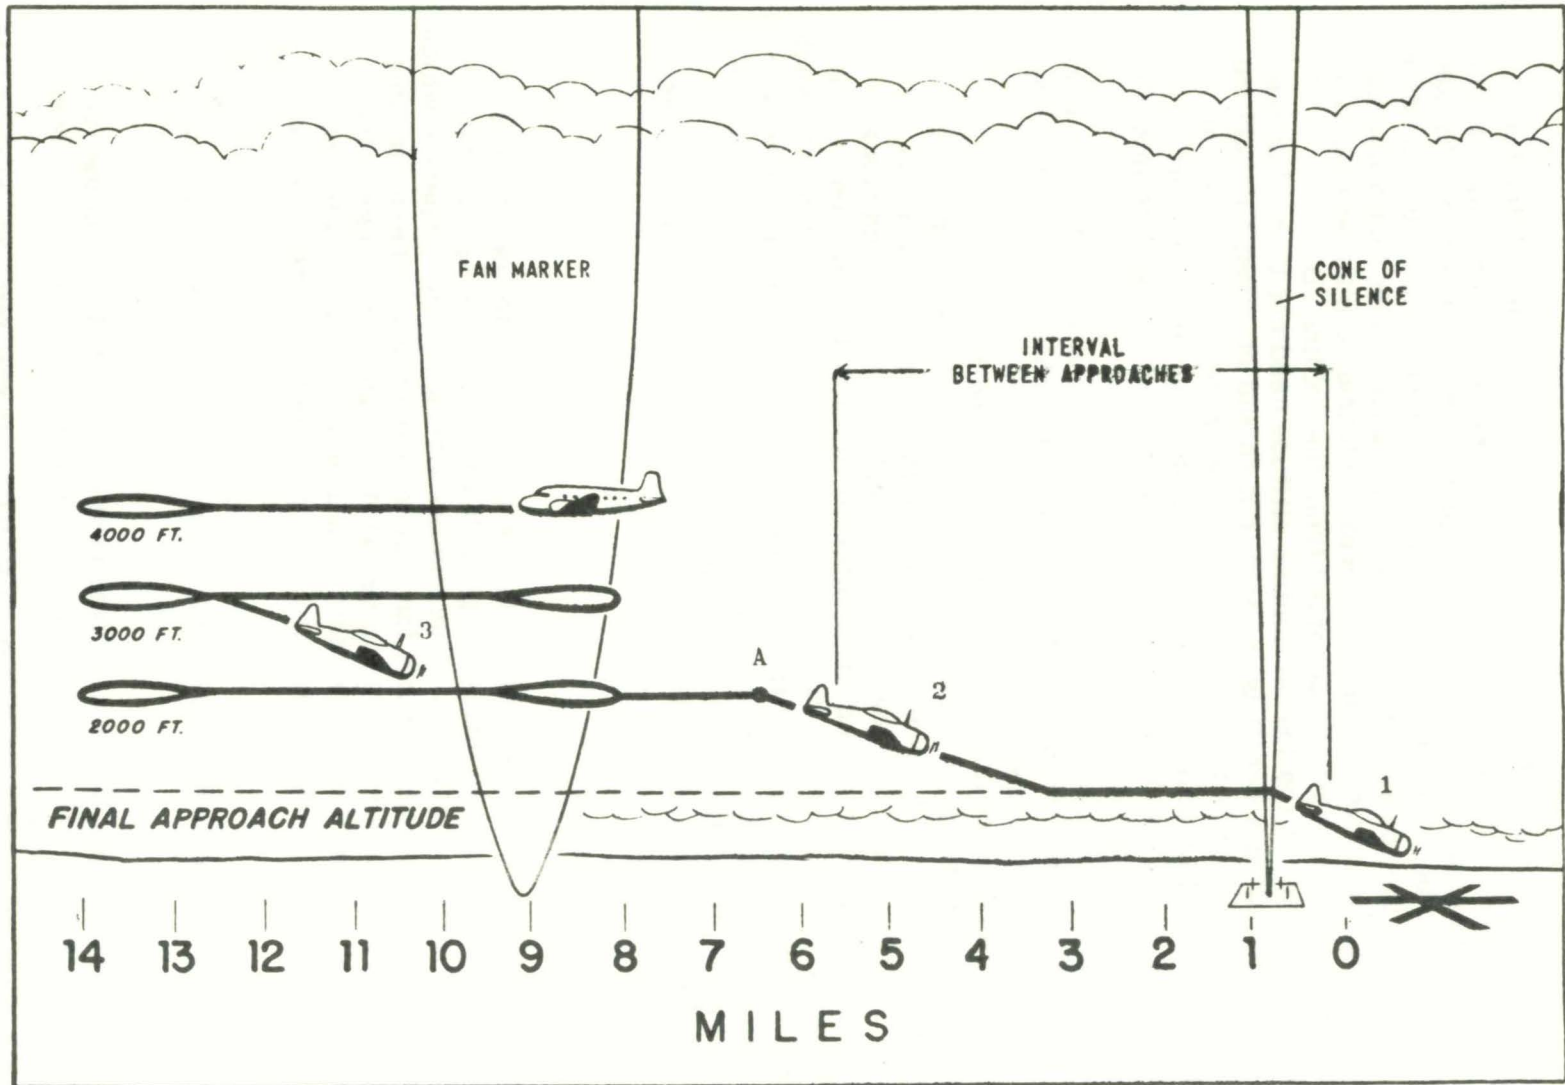 FAN MARKER
CONE OF
SILENCE
INTERVAL
BETWEEN APPROACHES
4000 FT.
3000 FT.
3
A
2
2000 FT.
1
FINAL APPROACH ALTITUDE
14 13 12 11 10 9 8 7 6 5 4 3 2 1 0
MILES